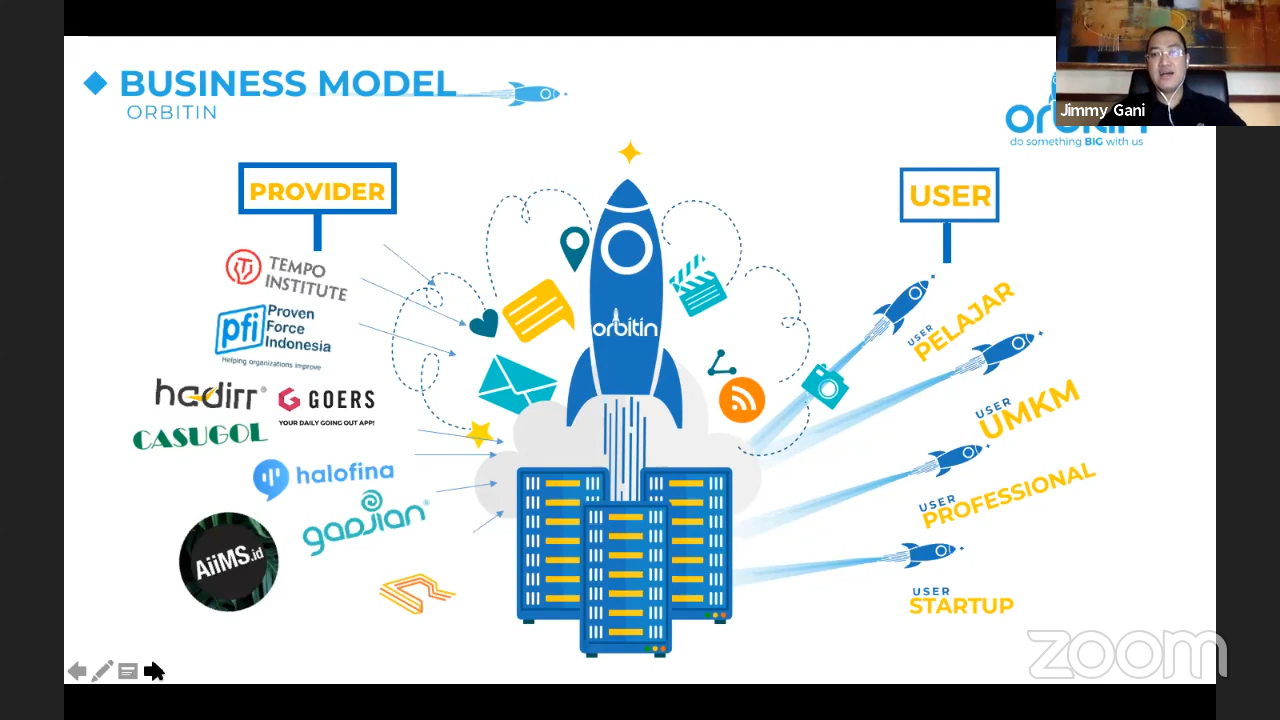 BUSINESS MODEL
ORBITIN
Jimmy Gani
orbitin
do something BIG with us
PROVIDER
USER
TEMPO
INSTITUTE
pfi
Proven
Force
Indonesia
Helping organizations improve
hadirr®
GOERS
YOUR DAILY GOING OUT APP!
CASUGOL
halofina
gadjian®
AiiMS.id
orbitin
USER
PELAJAR
USER
UMKM
USER
PROFESSIONAL
USER
STARTUP
zoom